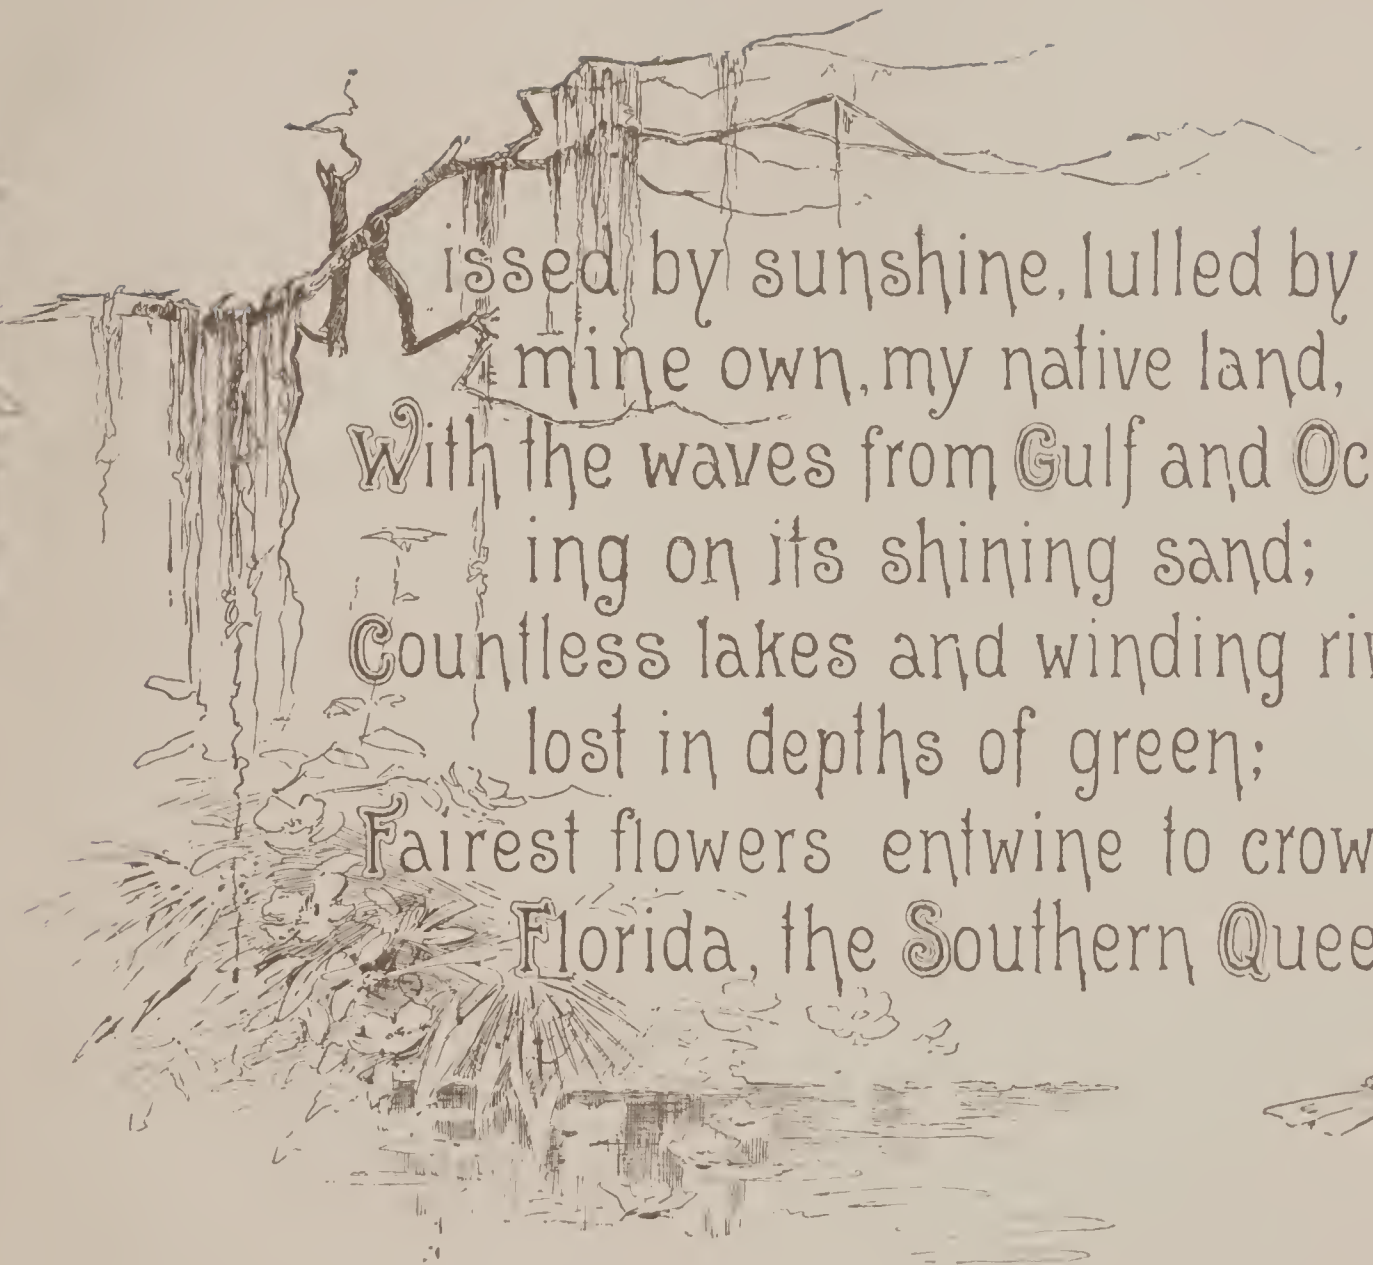 Kissed by sunshine, lulled by
mine own, my native land,
With the waves from Gulf and Oc
ing on its shining sand;
Countless lakes and winding riv
lost in depths of green;
Fairest flowers entwine to crow
Florida, the Southern Quee